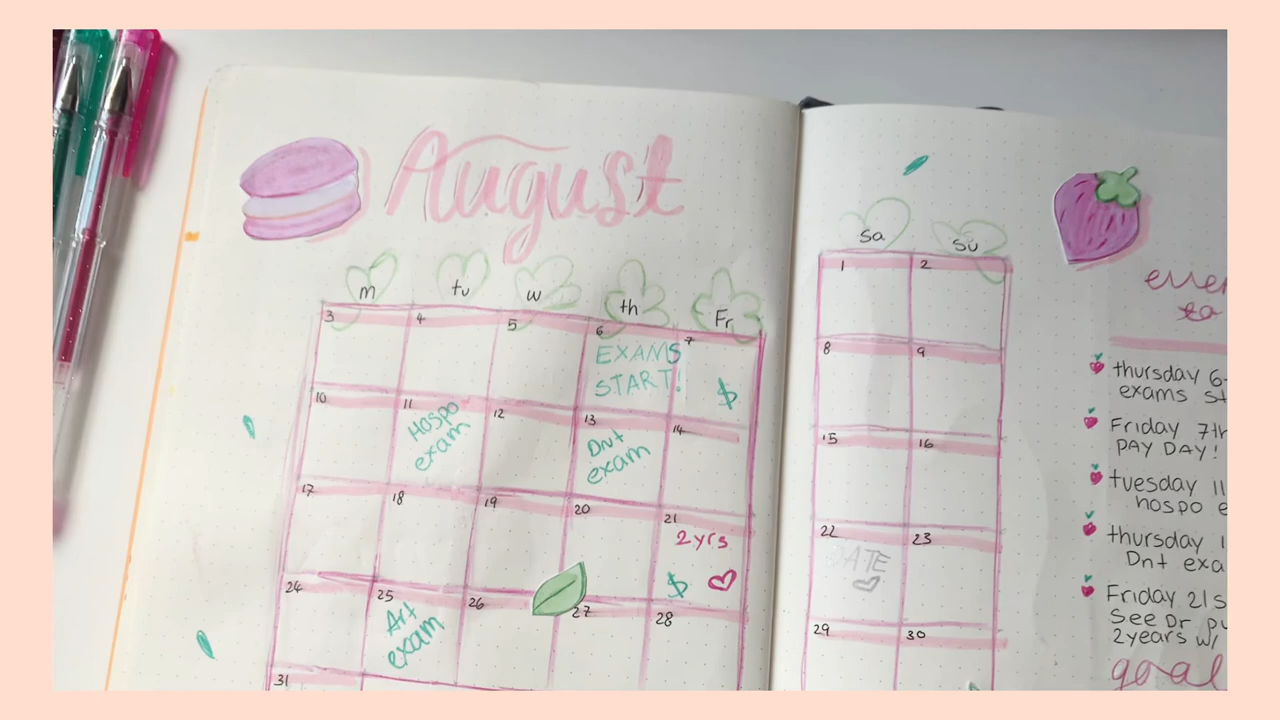 August
m tu w th Fr
3 4 5 6 7
EXAMS
START!
$
10 11 12 13 14
Hospo
exam
Dnt
exam
17 18 19 20 21
2yrs
$
24 25 26 27 28
Art
exam
31
Sa Su
1 2
8 9
15 16
22 23
DATE
29 30
thursday 6
exams st
Friday 7th
PAY DAY!
tuesday 11
hospo e
thursday 1
Dnt exa
Friday 21s
See Dr
2years w/
goal